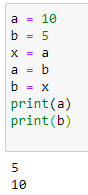 a = 10
b = 5
x = a
a = b
b = x
print(a)
print(b)
5
10